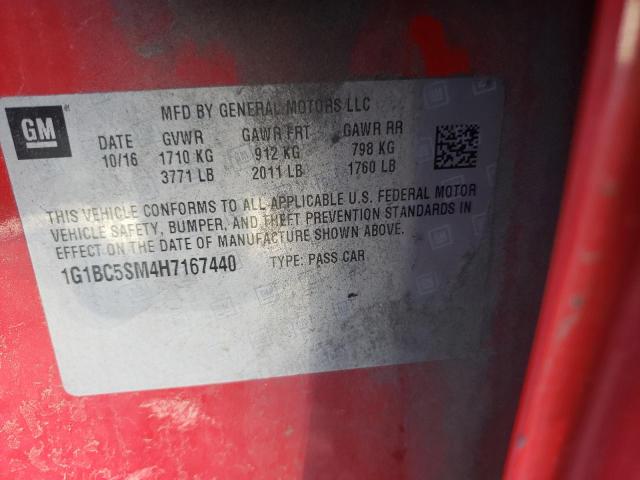 GM
MFD BY GENERAL MOTORS LLC
DATE GVWR GAWR FRT GAWR RR
10/16 1710 KG 912 KG 798 KG
3771 LB 2011 LB 1760 LB
THIS VEHICLE CONFORMS TO ALL APPLICABLE U.S. FEDERAL MOTOR
VEHICLE SAFETY, BUMPER, AND THEFT PREVENTION STANDARDS IN
EFFECT ON THE DATE OF MANUFACTURE SHOWN ABOVE.
1G1BC5SM4H7167440 TYPE: PASS CAR